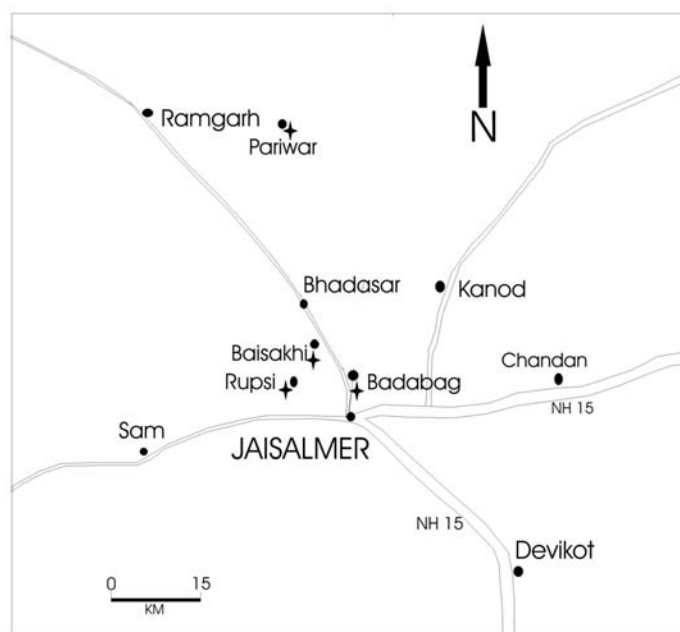 N
Ramgarh
Pariwar
Bhadasar
Kanod
Baisakhi
Chandan
Rupsi
Badabag
NH 15
Sam
JAISALMER
NH 15
Devikot
0 15
KM